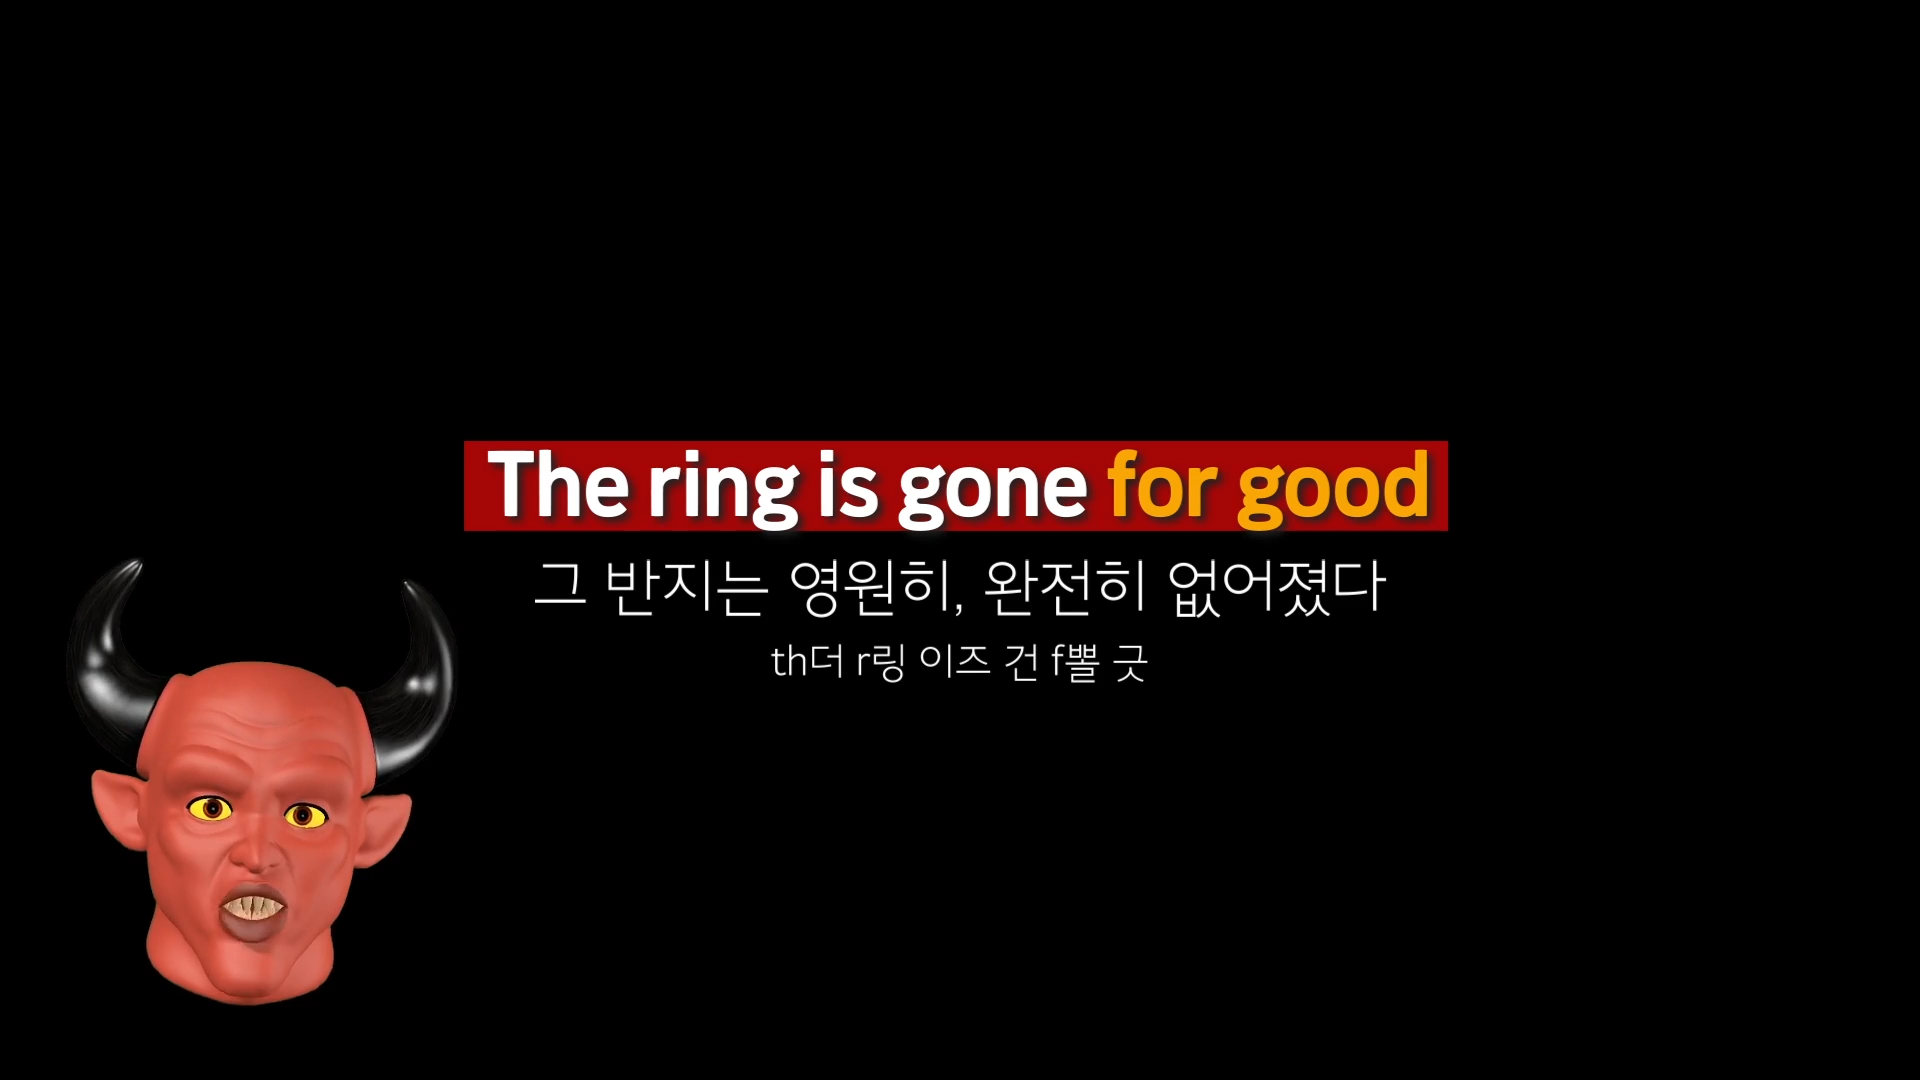 The ring is gone for good
그 반지는 영원히, 완전히 없어졌다
th더 r링 이즈 건 f뽈 긋